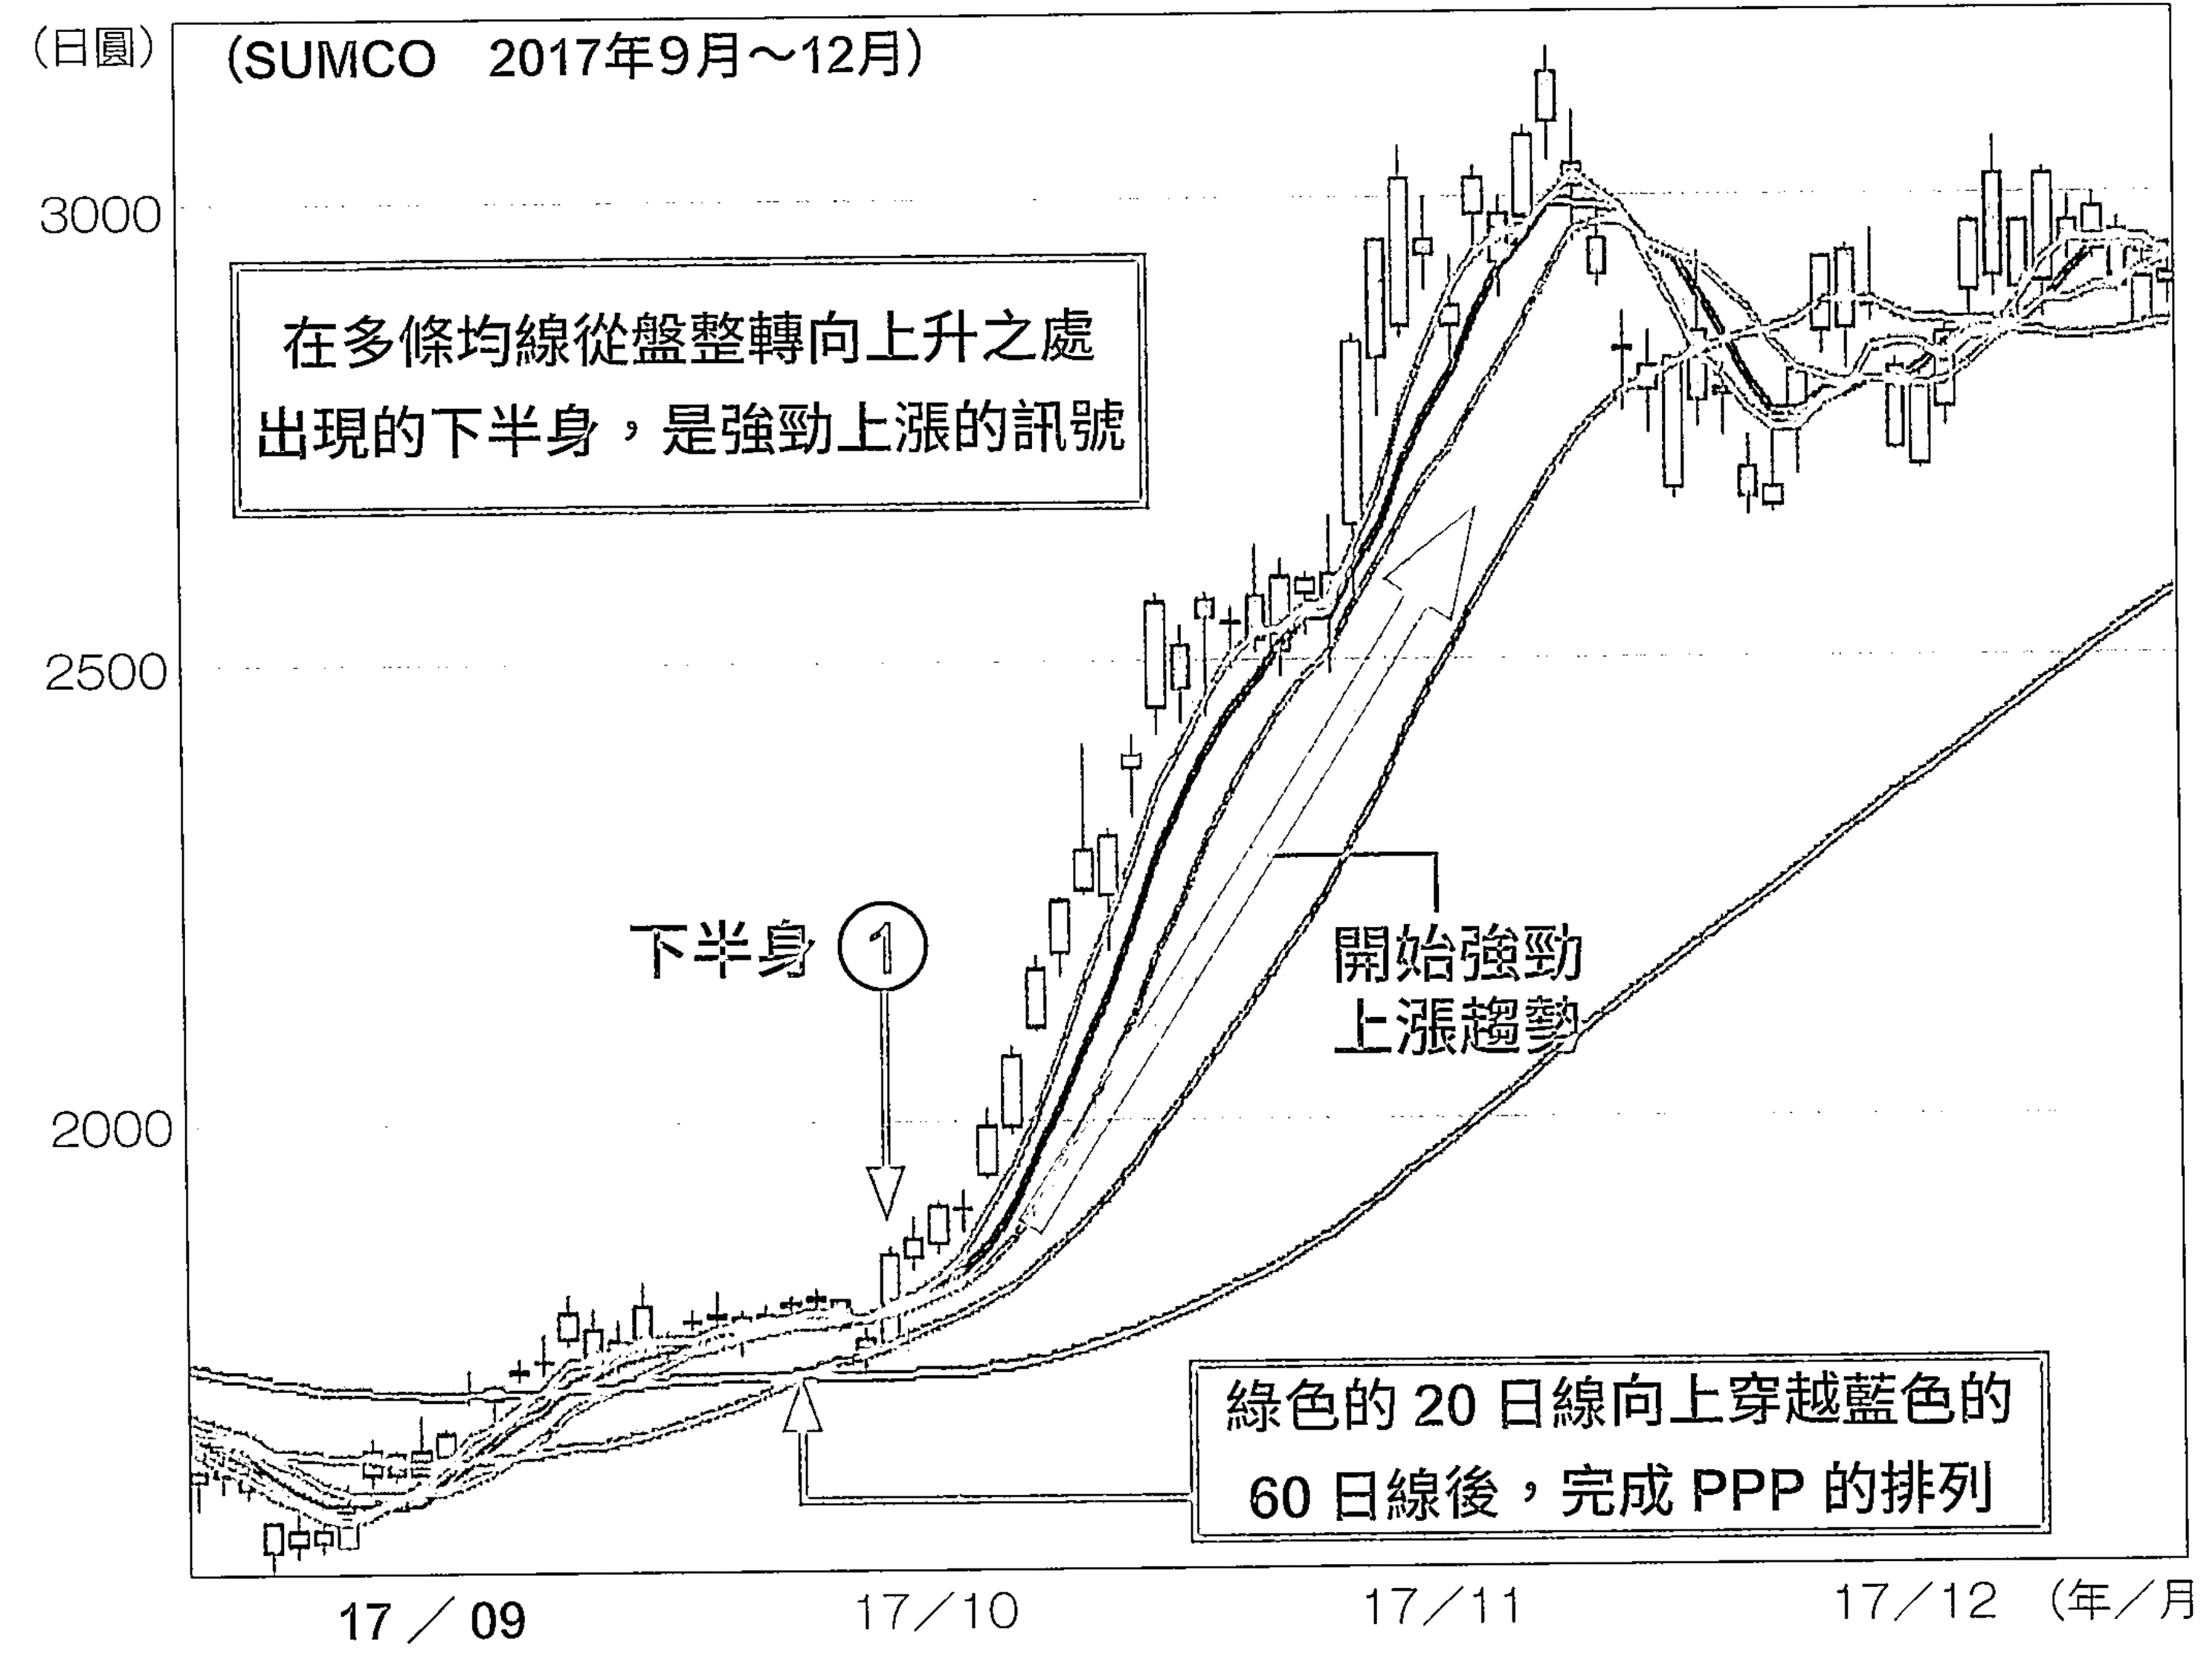 （日圓）
（SUMCO 2017年9月～12月）
3000
在多條均線從盤整轉向上升之處
出現的下半身，是強勁上漲的訊號
2500
下半身 ①
開始強勁
上漲趨勢
2000
綠色的 20 日線向上穿越藍色的
60 日線後，完成 PPP 的排列
17／09
17／10
17／11
17／12
（年／月